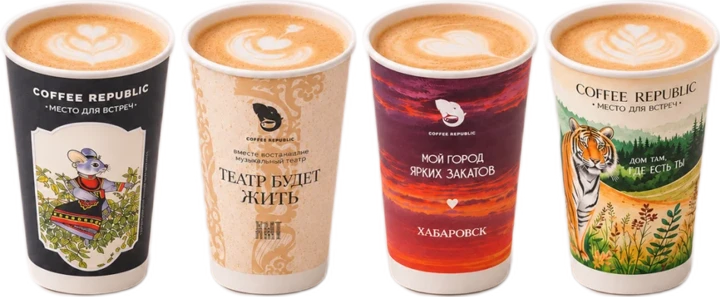 COFFEE REPUBLIC
• МЕСТО ДЛЯ ВСТРЕЧ •
COFFEE REPUBLIC
вместе восстановим
музыкальный театр
ТЕАТР БУДЕТ
ЖИТЬ
ХМТ
COFFEE REPUBLIC
МОЙ ГОРОД
ЯРКИХ ЗАКАТОВ
ХАБАРОВСК
COFFEE REPUBLIC
• МЕСТО ДЛЯ ВСТРЕЧ •
ДОМ ТАМ,
ГДЕ ЕСТЬ ТЫ